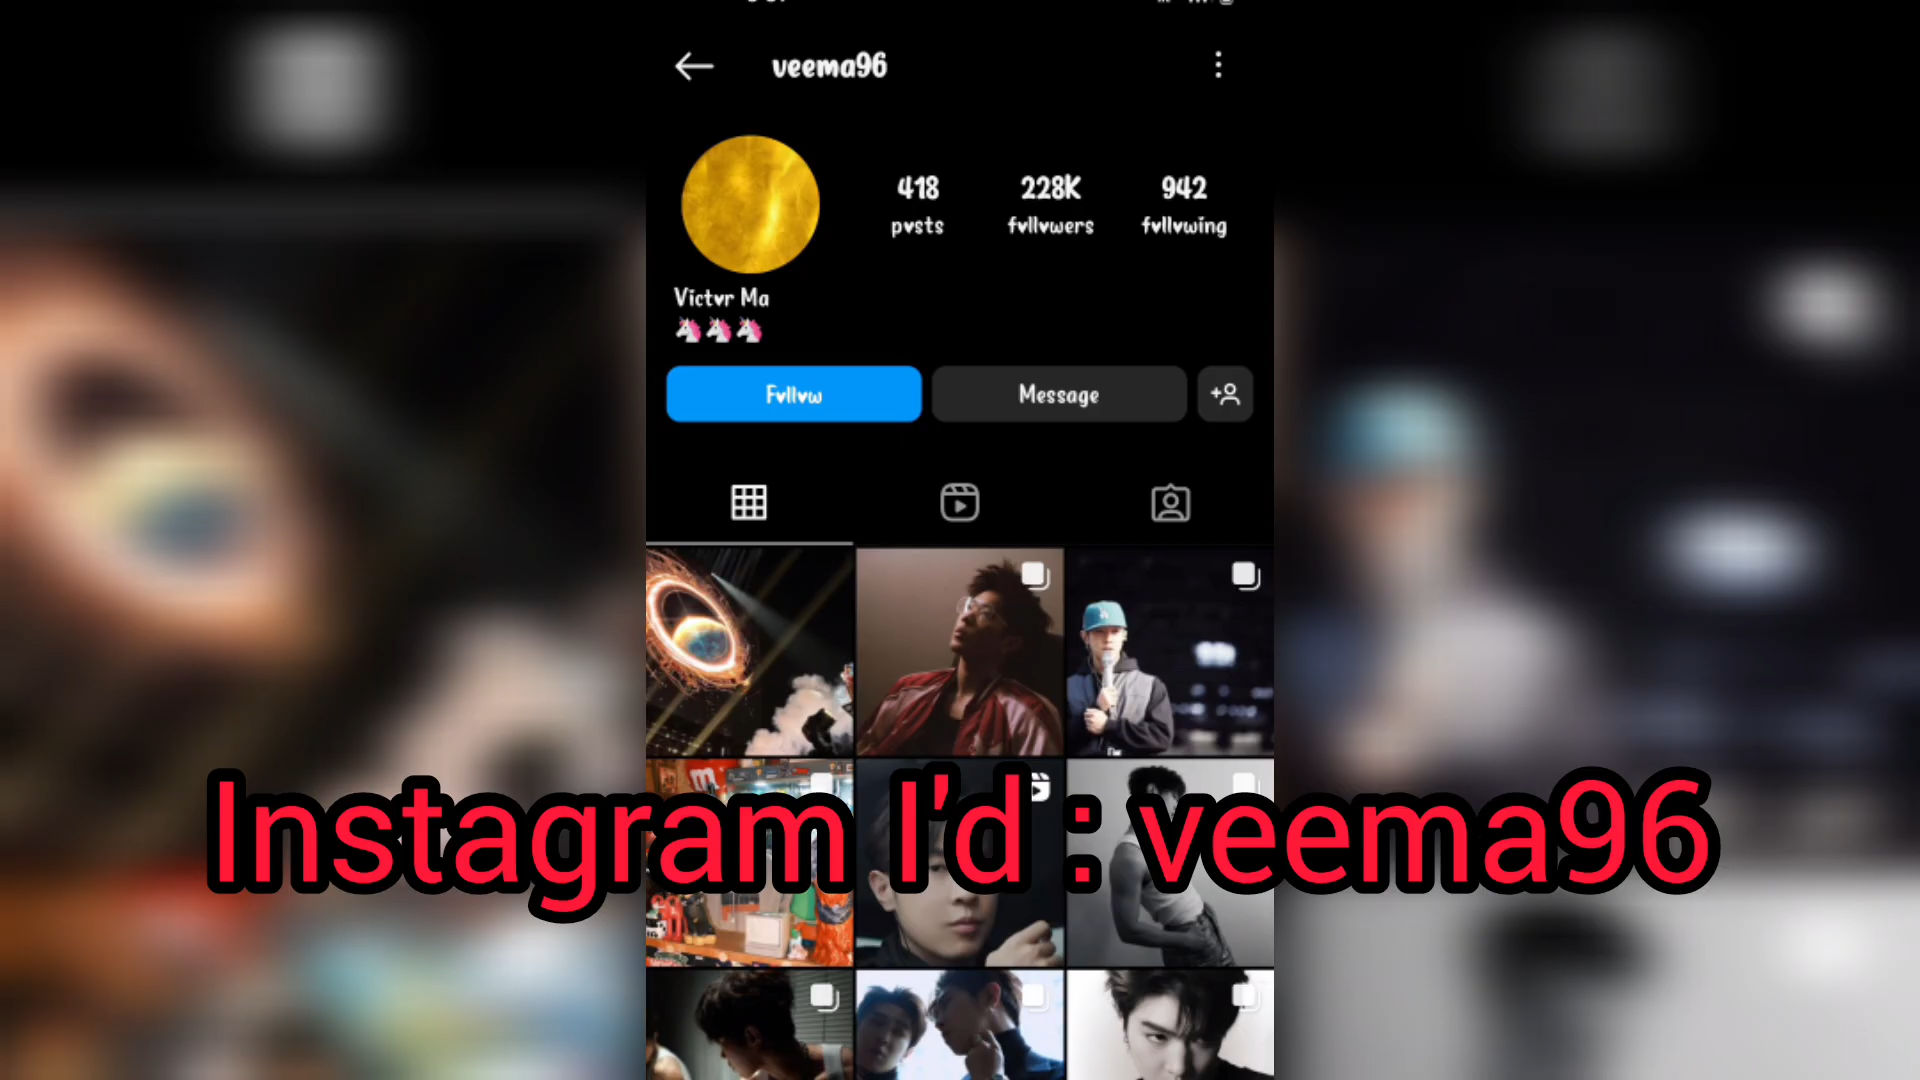 veema96
418
228K
942
pvsts
fvllvwers
fvllvwing
Victvr Ma
🦄🦄🦄
Fvllvw
Message
Instagram I'd : veema96